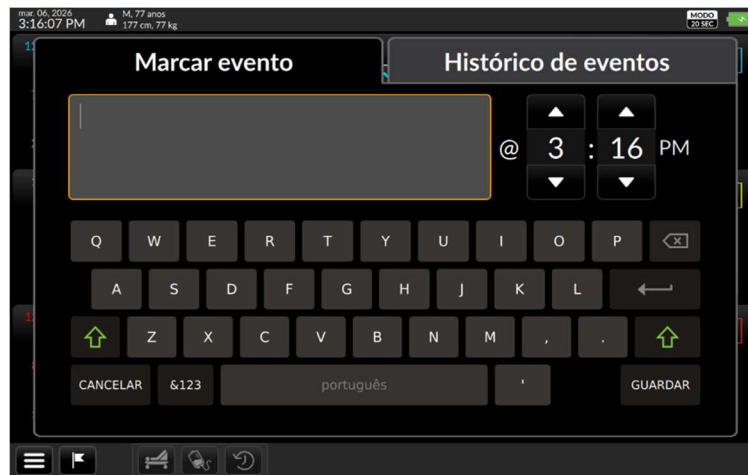 mar. 06, 2026
3:16:07 PM
M, 77 anos
177 cm, 77 kg
MODO
20 SEC
Marcar evento
Histórico de eventos
@ 3 : 16 PM
Q W E R T Y U I O P
A S D F G H J K L
Z X C V B N M , .
CANCELAR &123 português ' GUARDAR